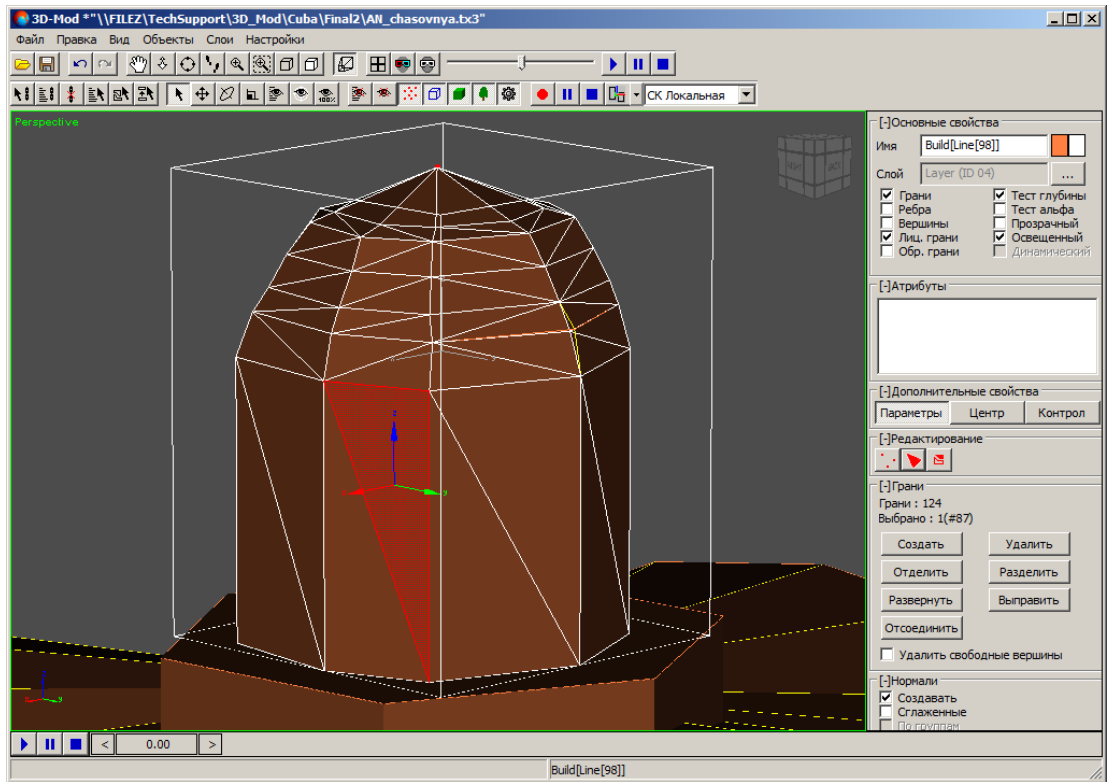 3D-Mod *"\\FILEZ\TechSupport\3D_Mod\Cuba\Final2\AN_chasovnya.tx3"
Файл Правка Вид Объекты Слои Настройки
100%
СК Локальная
Perspective
[-]Основные свойства
Имя Build[Line[98]]
Слой Layer (ID 04) ...
Грани Тест глубины
Ребра Тест альфа
Вершины Прозрачный
Лиц. грани Освещенный
Обр. грани Динамический
[-]Атрибуты
[-]Дополнительные свойства
Параметры Центр Контрол
[-]Редактирование
[-]Грани
Грани : 124
Выбрано : 1(#87)
Создать Удалить
Отделить Разделить
Развернуть Выправить
Отсоединить
Удалить свободные вершины
[-]Нормали
Создавать
Сглаженные
По группам
z
y
y
< 0.00 >
Build[Line[98]]